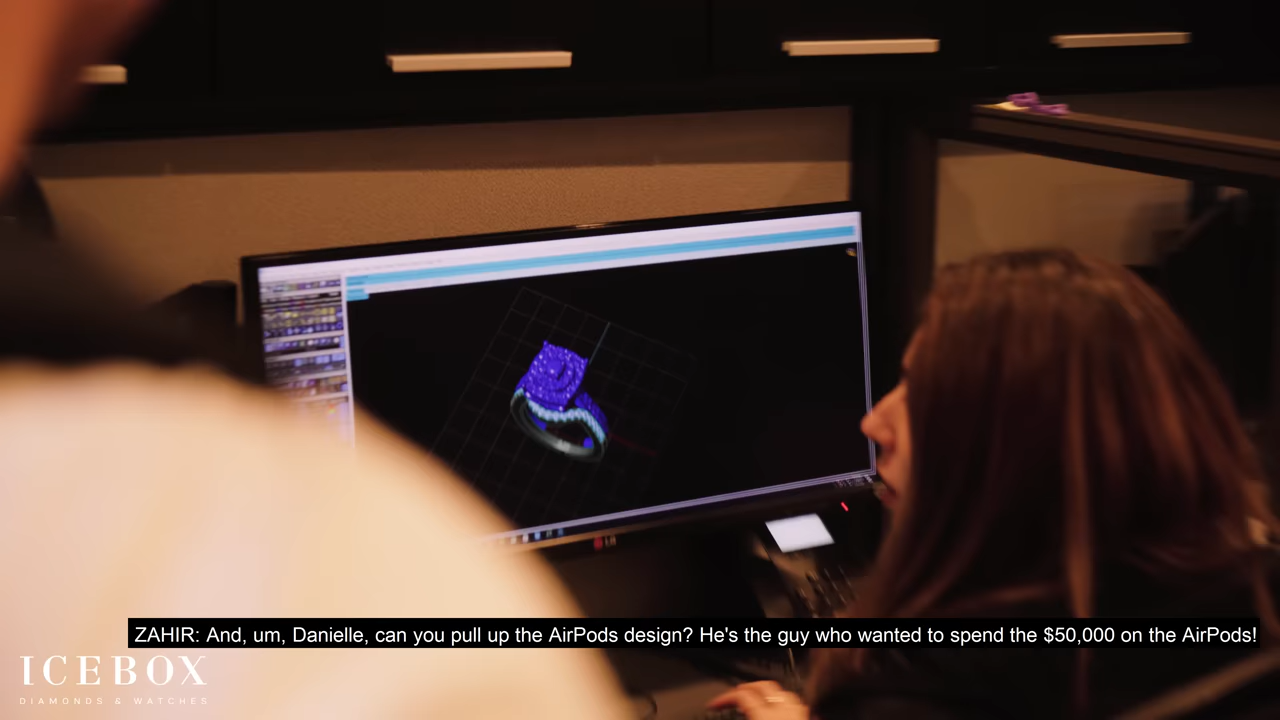 ZAHIR: And, um, Danielle, can you pull up the AirPods design? He's the guy who wanted to spend the $50,000 on the AirPods!
ICEBOX
DIAMONDS & WATCHES